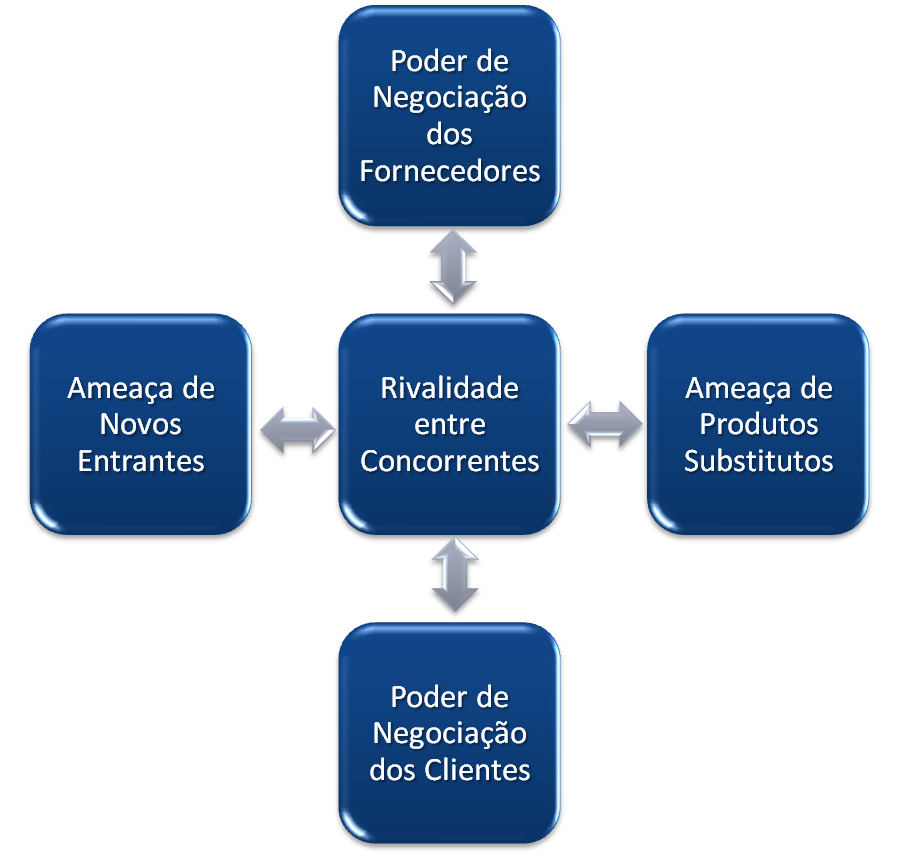 Poder de
Negociação
dos
Fornecedores
Ameaça de
Novos
Entrantes
Rivalidade
entre
Concorrentes
Ameaça de
Produtos
Substitutos
Poder de
Negociação
dos Clientes